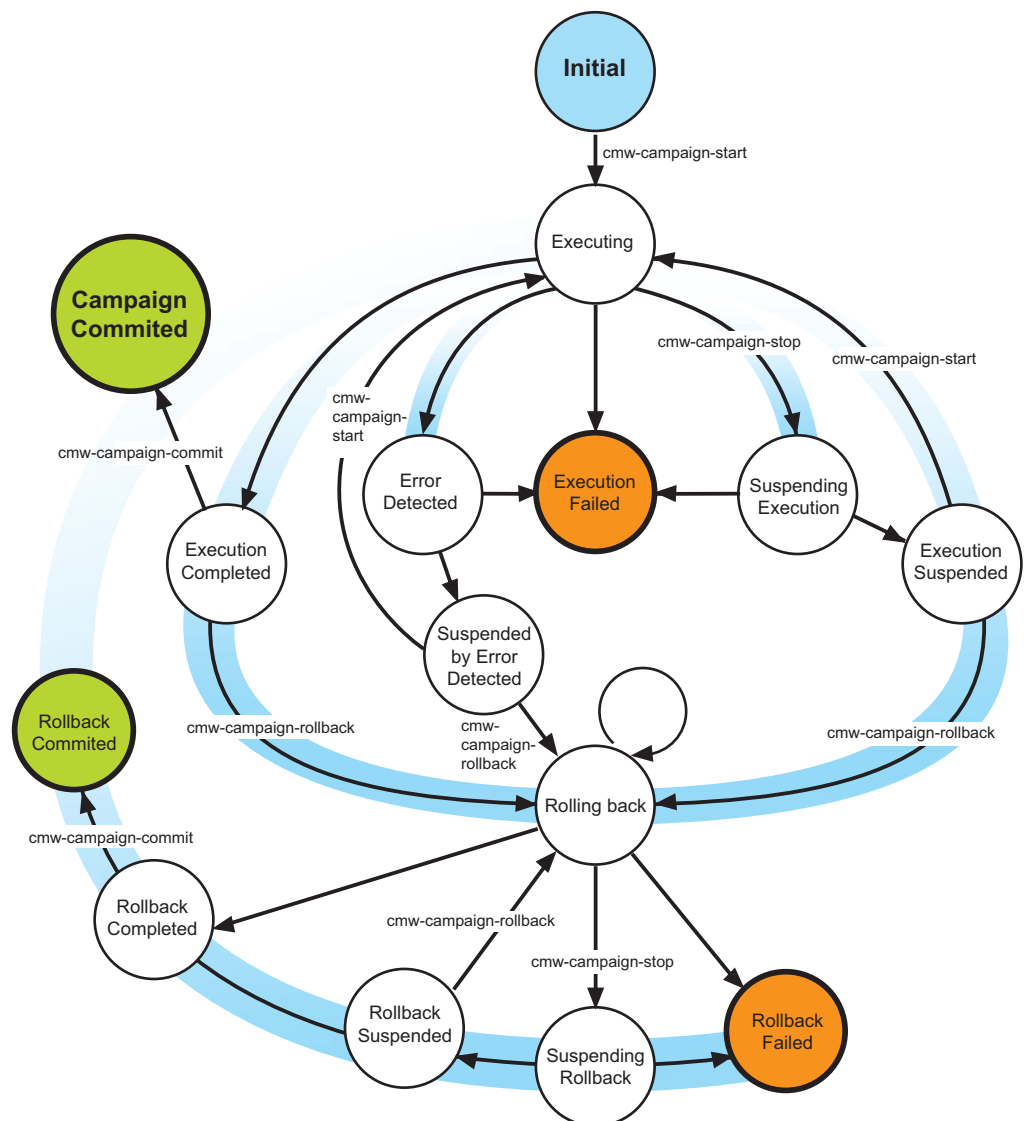 Initial
cmw-campaign-start
Executing
Campaign
Commited
cmw-campaign-stop
cmw-campaign-start
cmw-
campaign-
start
cmw-campaign-commit
Error
Detected
Execution
Failed
Suspending
Execution
Execution
Completed
Execution
Suspended
Suspended
by Error
Detected
Rollback
Commited
cmw-campaign-rollback
cmw-
campaign-
rollback
cmw-campaign-rollback
Rolling back
cmw-campaign-commit
Rollback
Completed
cmw-campaign-rollback
cmw-campaign-stop
Rollback
Suspended
Suspending
Rollback
Rollback
Failed